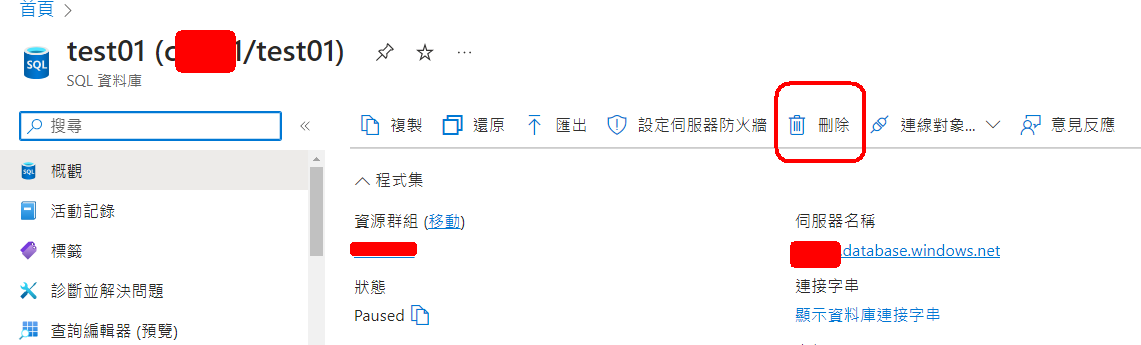 首頁
test01 (c 1/test01)
SQL 資料庫
搜尋
複製 還原 匯出 設定伺服器防火牆 刪除 連線對象... 意見反應
概觀
活動記錄
標籤
診斷並解決問題
查詢編輯器 (預覽)
程式集
資源群組 (移動)
狀態
Paused
伺服器名稱
database.windows.net
連接字串
顯示資料庫連接字串